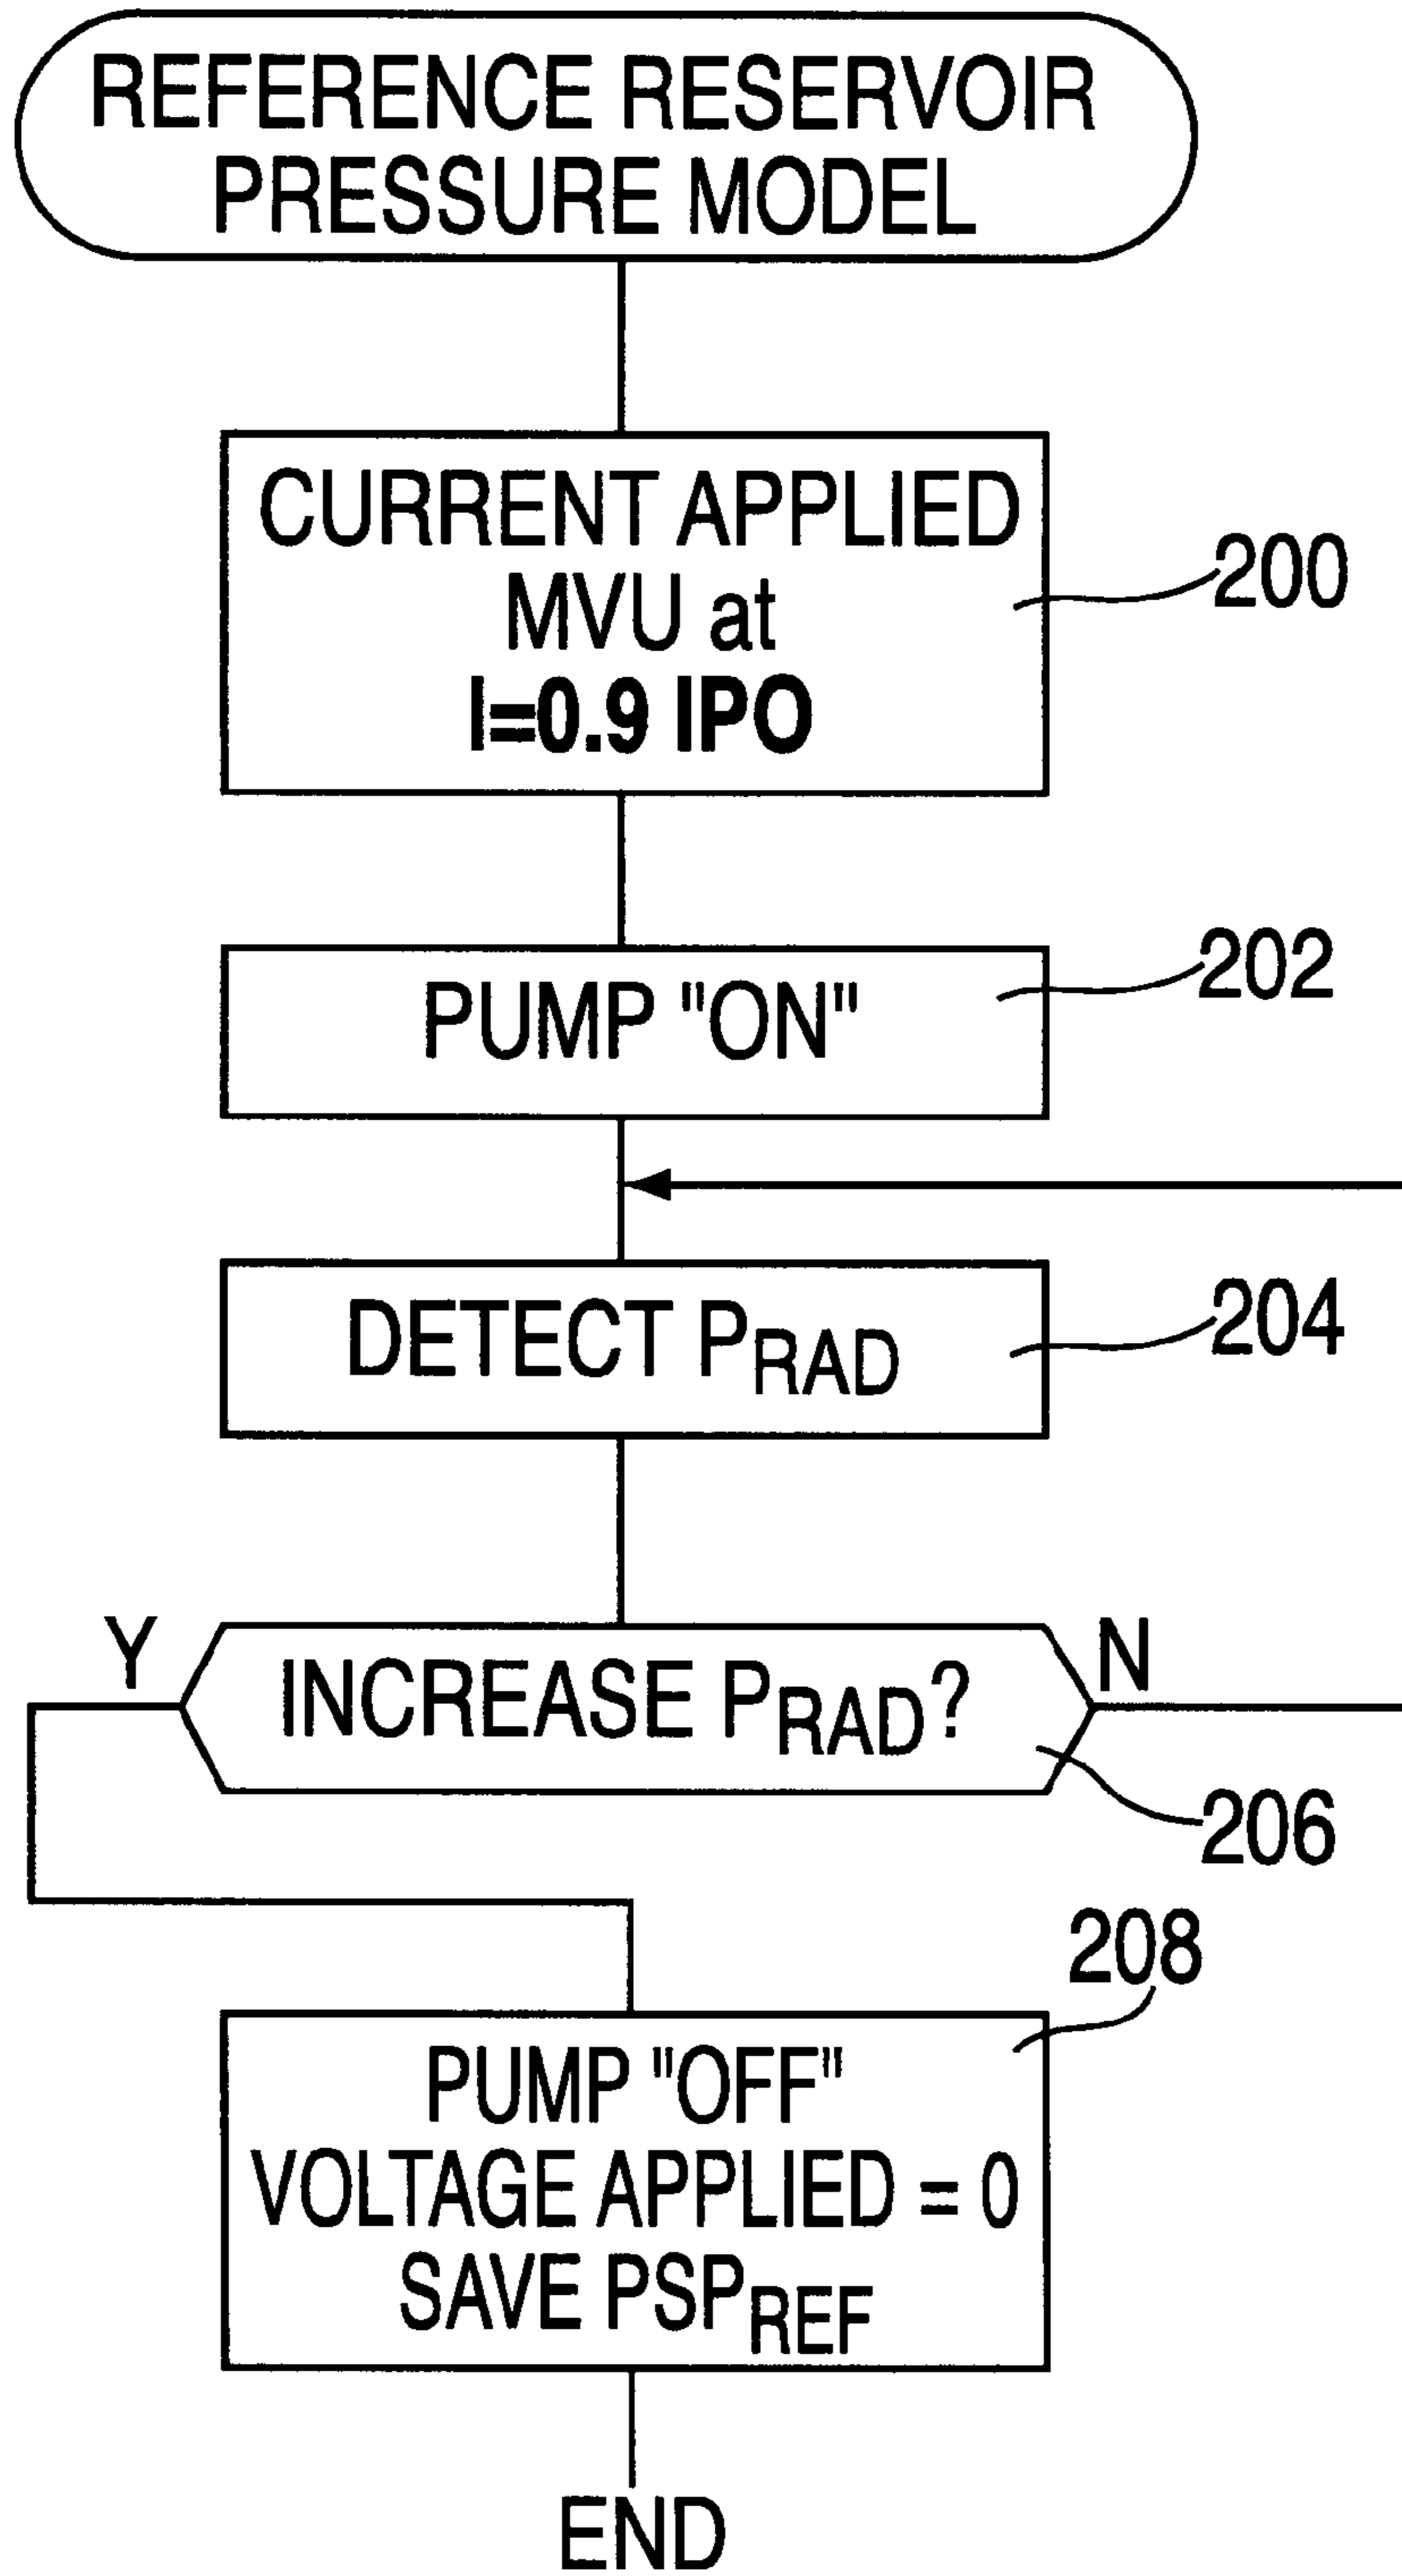 REFERENCE RESERVOIR
PRESSURE MODEL
CURRENT APPLIED
MVU at
I=0.9 IPO
200
PUMP "ON"
202
DETECT PRAD
204
Y
INCREASE PRAD?
N
206
208
PUMP "OFF"
VOLTAGE APPLIED = 0
SAVE PSPREF
END